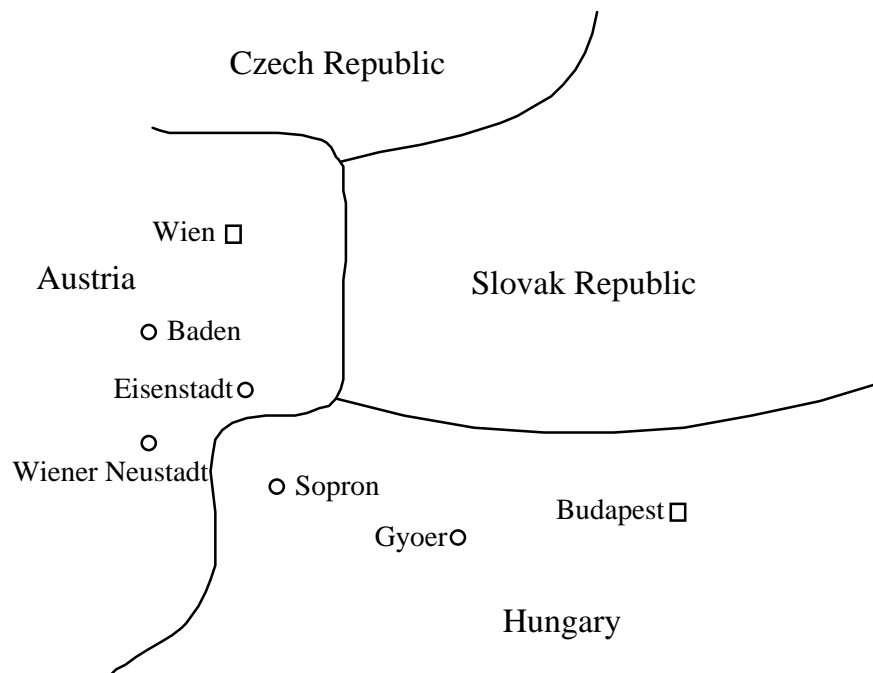 Czech Republic
Wien
Austria
Slovak Republic
Baden
Eisenstadt
Wiener Neustadt
Sopron
Budapest
Gyoer
Hungary